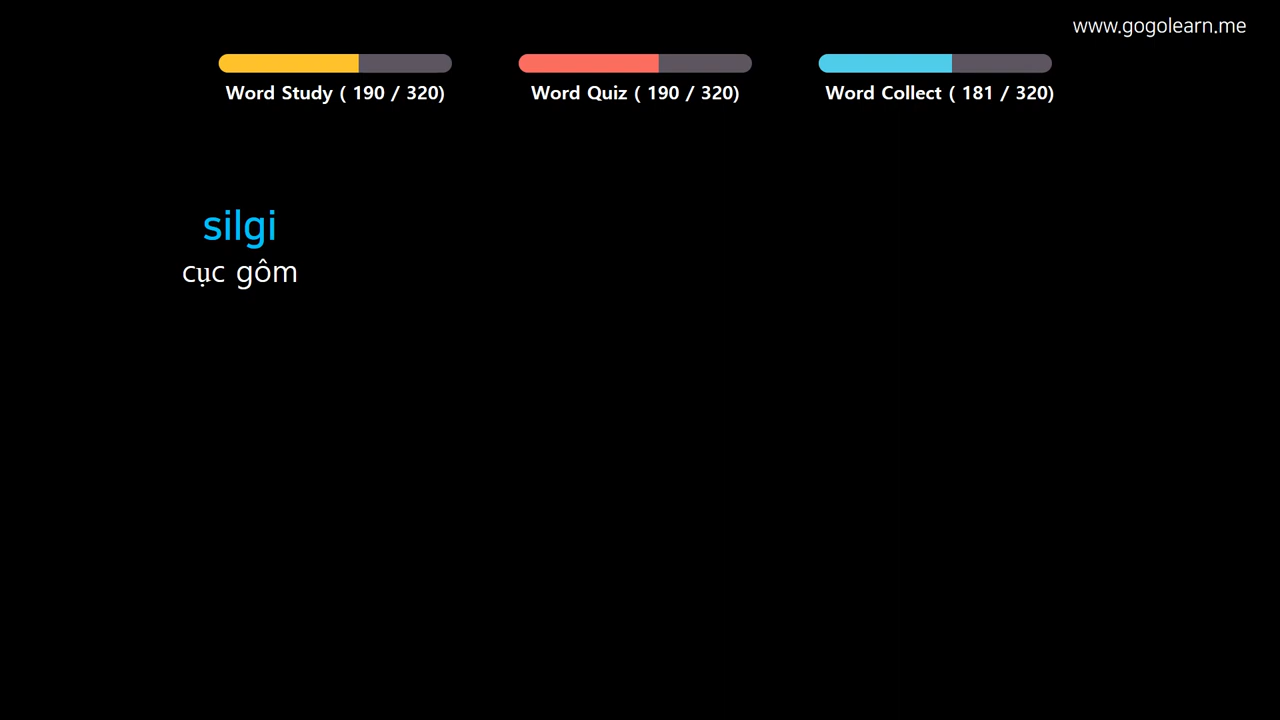 www.gogolearn.me
Word Study ( 190 / 320)
Word Quiz ( 190 / 320)
Word Collect ( 181 / 320)
silgi
cục gôm